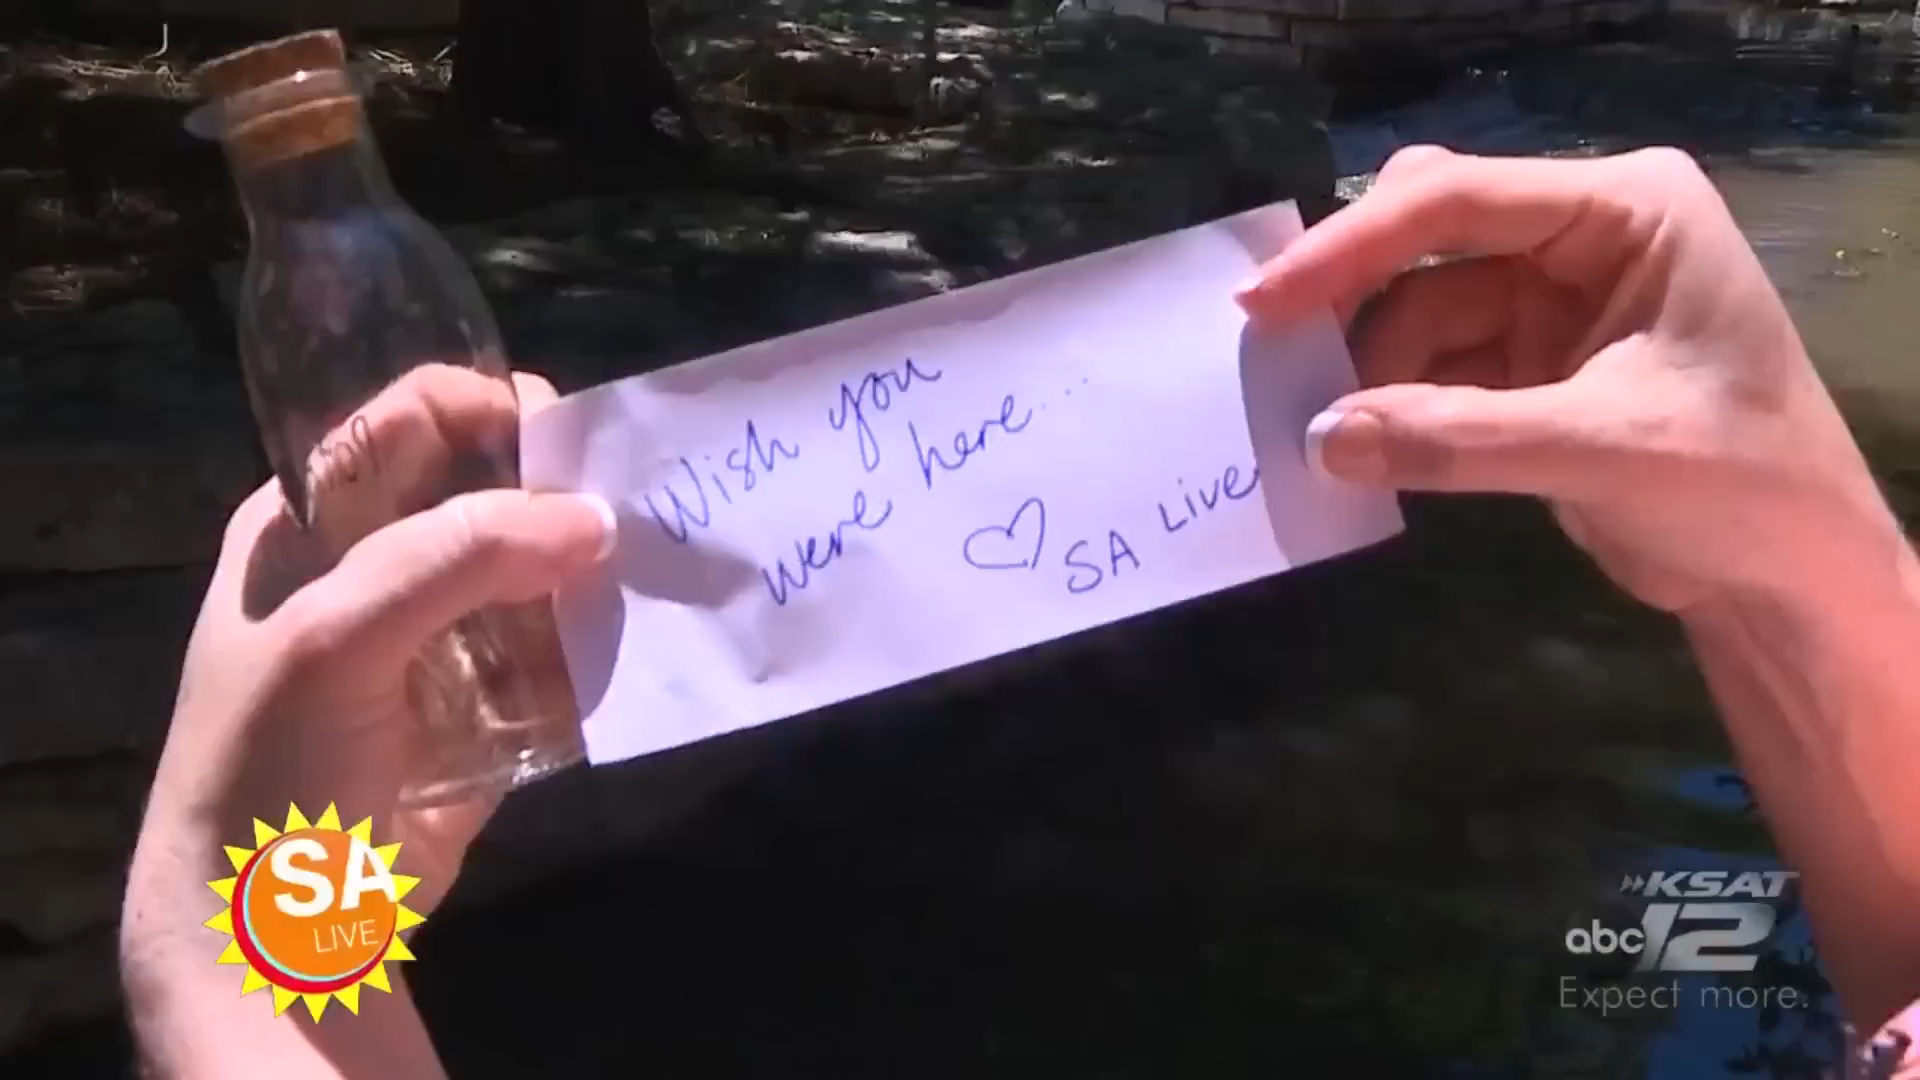 Wish you
were here...
♡ SA Live
SA
LIVE
KSAT
abc 12
Expect more.